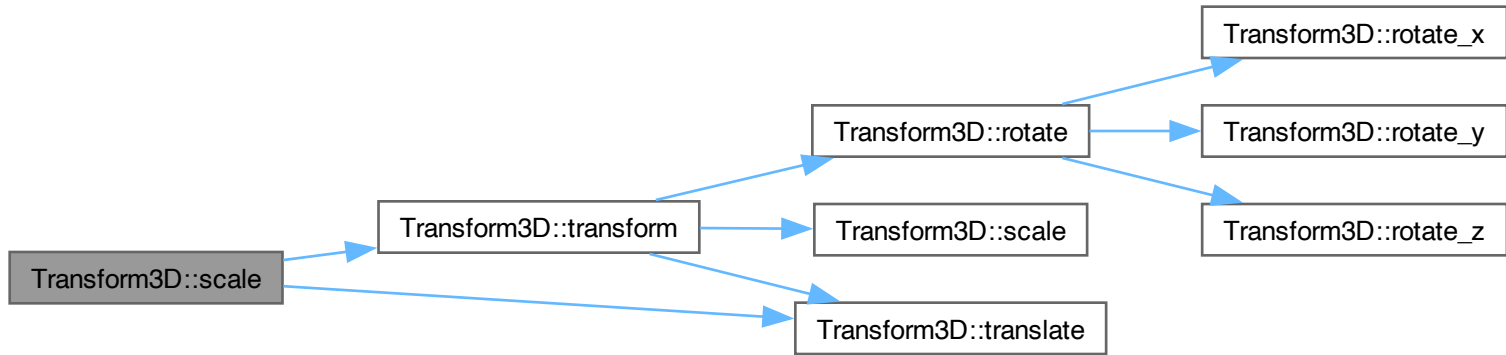 Transform3D::scale
Transform3D::transform
Transform3D::rotate
Transform3D::rotate_x
Transform3D::rotate_y
Transform3D::rotate_z
Transform3D::scale
Transform3D::translate